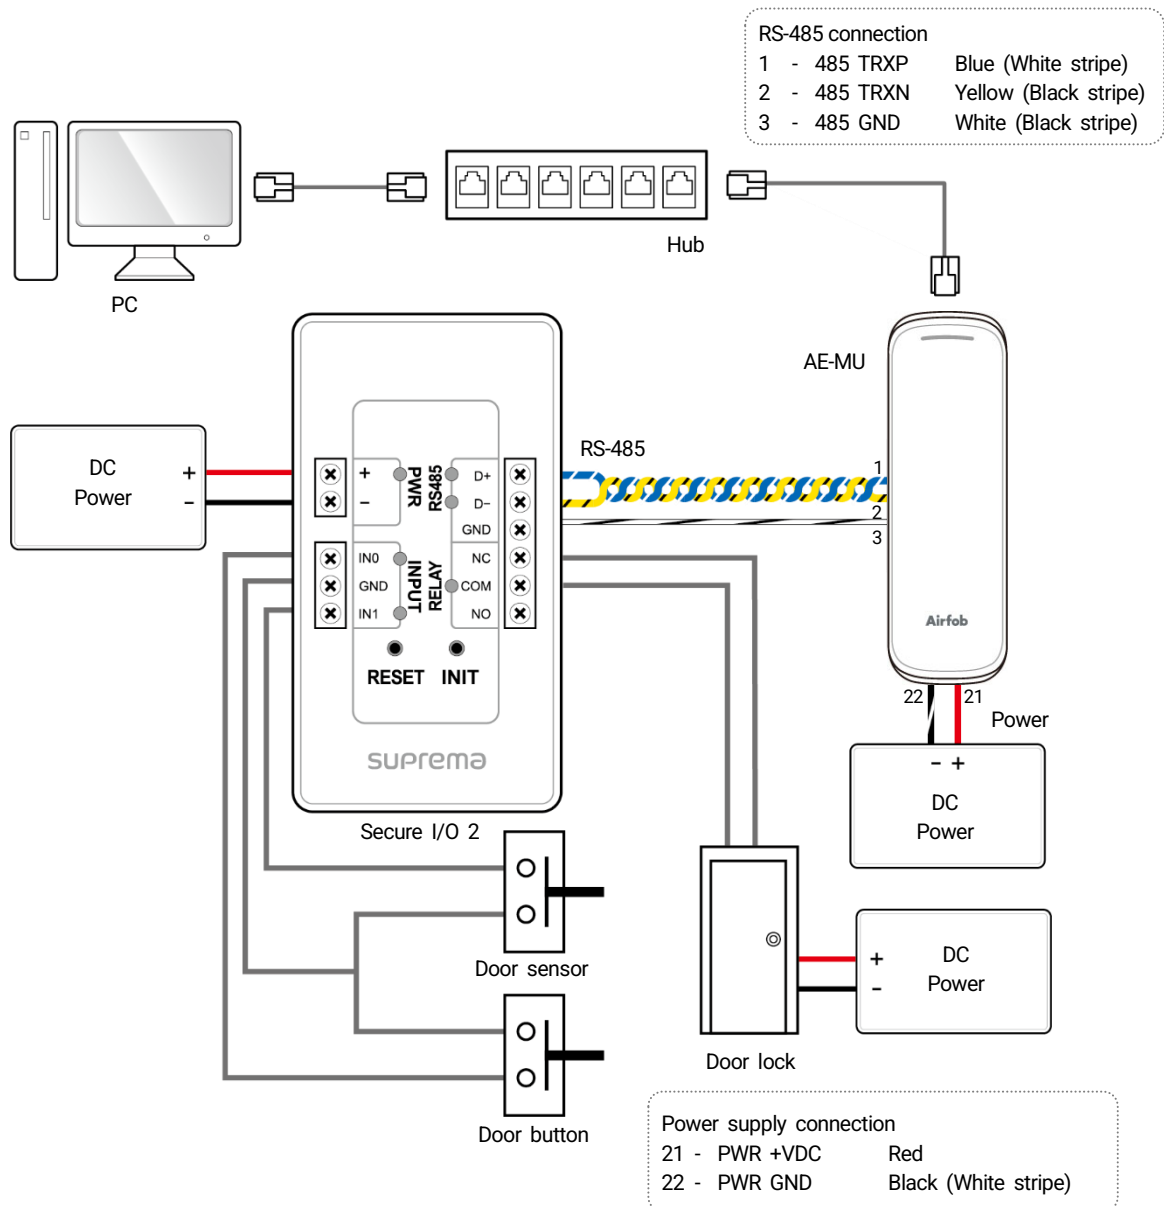 RS-485 connection
1 - 485 TRXP Blue (White stripe)
2 - 485 TRXN Yellow (Black stripe)
3 - 485 GND White (Black stripe)
Hub
PC
AE-MU
RS-485
DC
Power
+
-
+
-
PWR
RS485
D+
D-
GND
1
2
3
IN0
GND
IN1
INPUT
RELAY
NC
COM
NO
RESET INIT
suprema
Secure I/O 2
Airfob
22
21
Power
- +
DC
Power
Door sensor
Door button
Door lock
+
-
DC
Power
Power supply connection
21 - PWR +VDC Red
22 - PWR GND Black (White stripe)